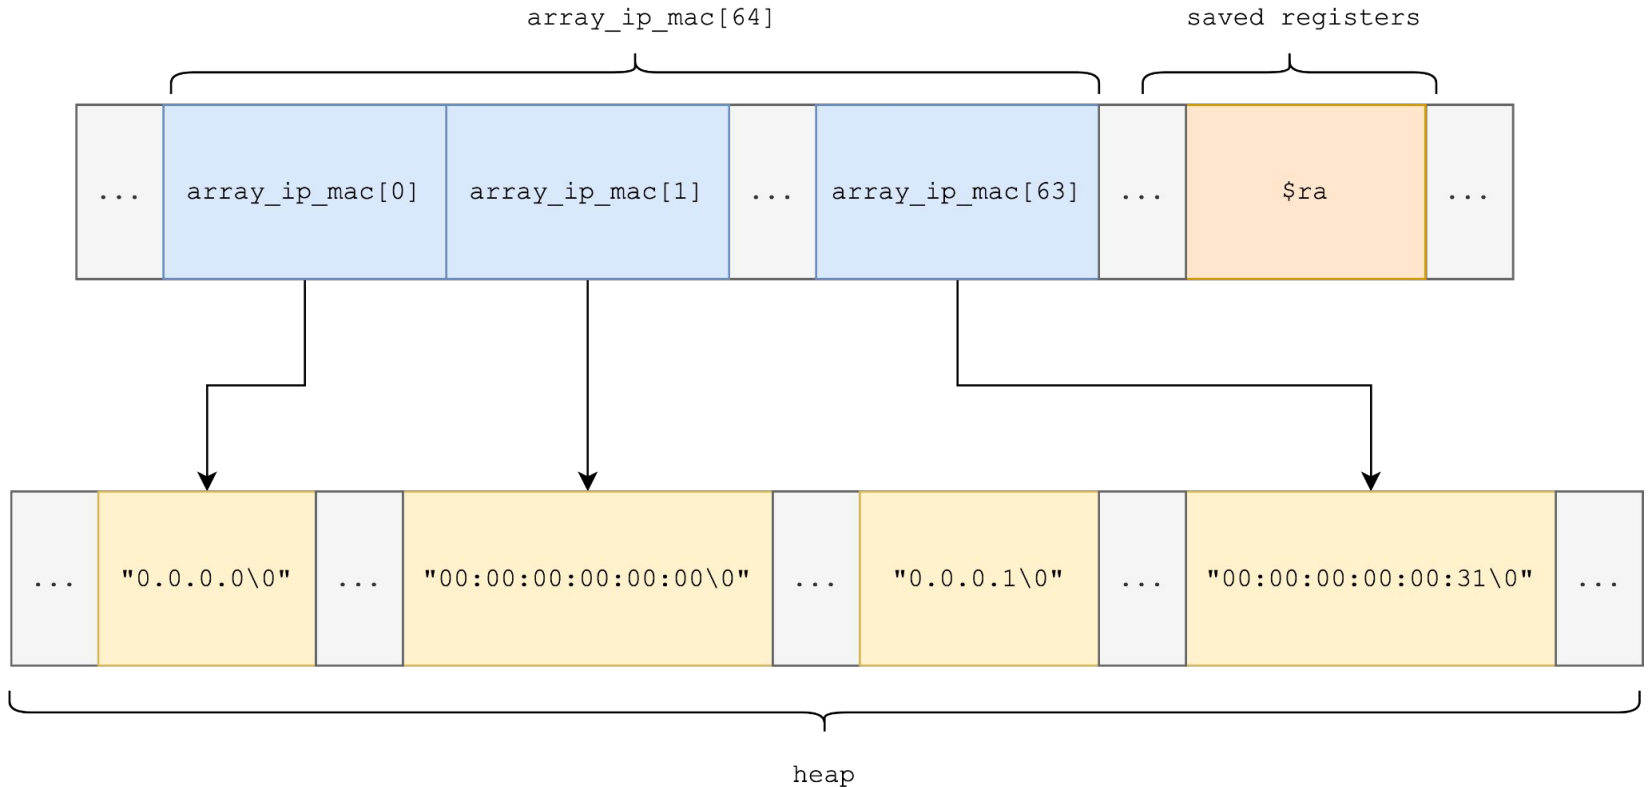 array_ip_mac[64] saved registers
... array_ip_mac[0] array_ip_mac[1] ... array_ip_mac[63] ... $ra ...
... "0.0.0.0\0" ... "00:00:00:00:00:00\0" ... "0.0.0.1\0" ... "00:00:00:00:00:31\0" ...
heap